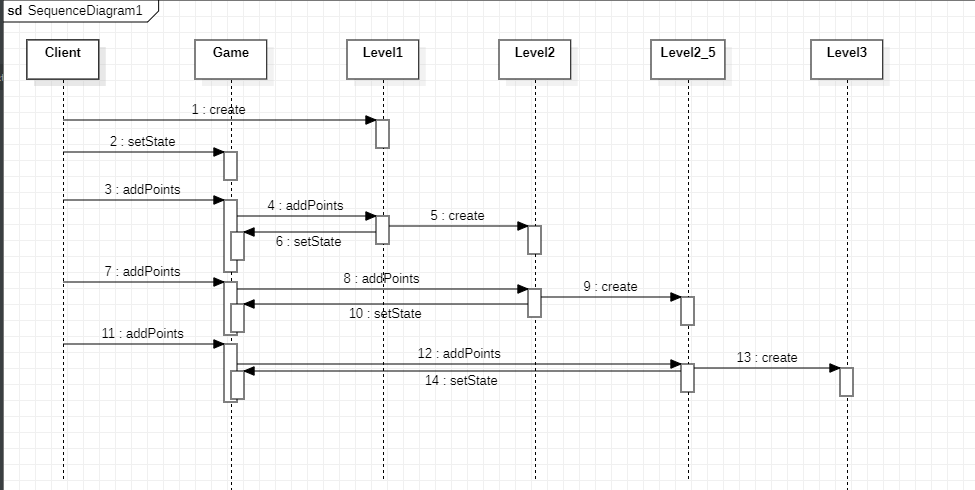 sd SequenceDiagram1
Client
Game
Level1
Level2
Level2_5
Level3
1 : create
2 : setState
3 : addPoints
4 : addPoints
5 : create
6 : setState
7 : addPoints
8 : addPoints
9 : create
10 : setState
11 : addPoints
12 : addPoints
13 : create
14 : setState